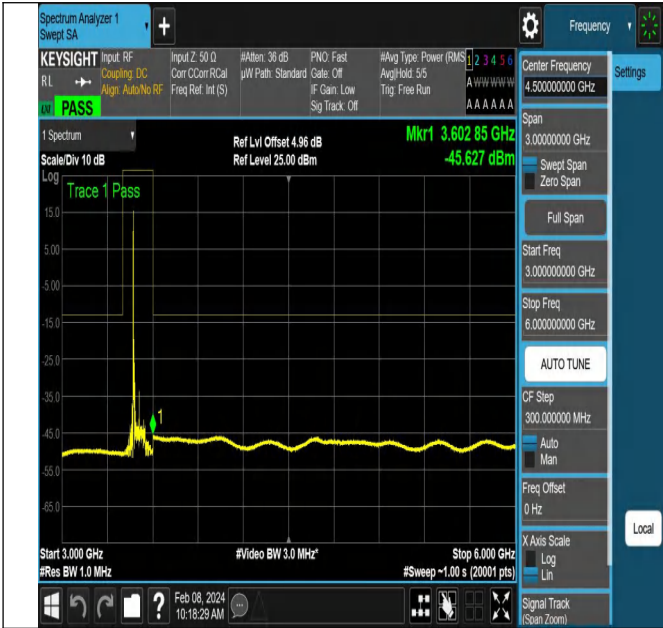 Spectrum Analyzer 1
Swept SA
Frequency
KEYSIGHT
RL
PASS
Input: RF
Coupling: DC
Align: Auto/No RF
Input Z: 50 Ω
Corr CCorr RCal
Freq Ref: Int (S)
#Atten: 36 dB
µW Path: Standard
PNO: Fast
Gate: Off
IF Gain: Low
Sig Track: Off
#Avg Type: Power (RMS
Avg|Hold: 5/5
Trig: Free Run
1 2 3 4 5 6
A W W W W W
A A A A A A
1 Spectrum
Scale/Div 10 dB
Ref Lvl Offset 4.96 dB
Ref Level 25.00 dBm
Mkr1 3.602 85 GHz
-45.627 dBm
Log
Trace 1 Pass
15.0
5.00
-5.00
-15.0
-25.0
-35.0
-45.0
-55.0
-65.0
1
Start 3.000 GHz
#Res BW 1.0 MHz
#Video BW 3.0 MHz*
Stop 6.000 GHz
#Sweep ~1.00 s (20001 pts)
Feb 08, 2024
10:18:29 AM
Center Frequency
4.500000000 GHz
Settings
Span
3.00000000 GHz
Swept Span
Zero Span
Full Span
Start Freq
3.000000000 GHz
Stop Freq
6.000000000 GHz
AUTO TUNE
CF Step
300.000000 MHz
Auto
Man
Freq Offset
0 Hz
Local
X Axis Scale
Log
Lin
Signal Track
(Span Zoom)